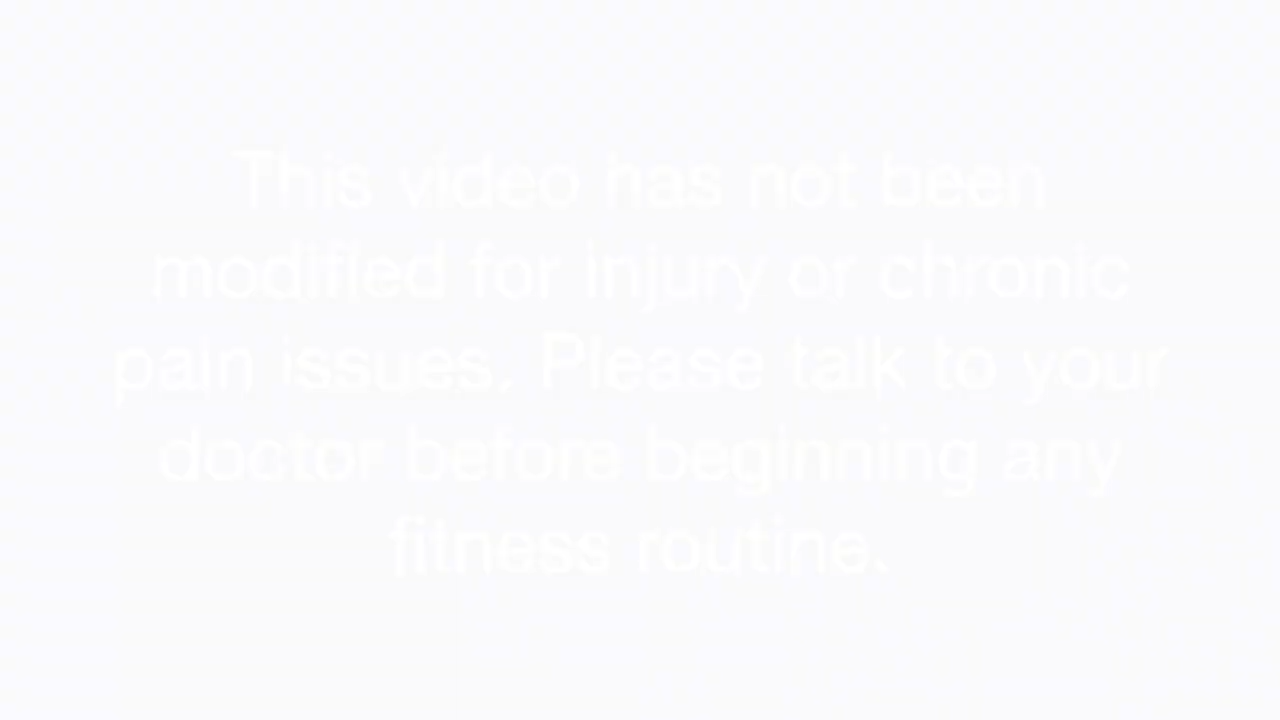 This video has not been
modified for injury or chronic
pain issues. Please talk to your
doctor before beginning any
fitness routine.